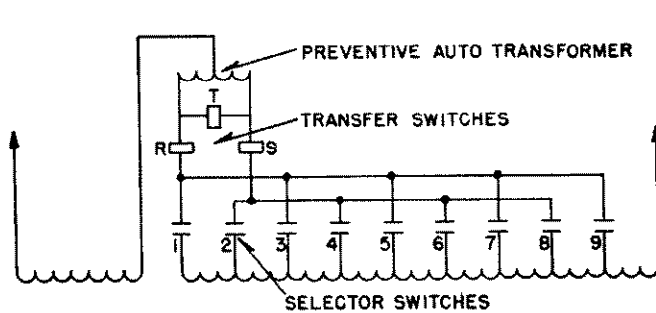 PREVENTIVE AUTO TRANSFORMER
T
TRANSFER SWITCHES
R S
1 2 3 4 5 6 7 8 9
SELECTOR SWITCHES